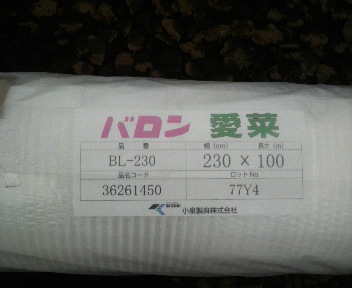 バロン 愛菜
品 番 幅(cm) 長さ(m)
BL-230 230 × 100
品名コード ロットNo.
36261450 77Y4
小泉製麻株式会社